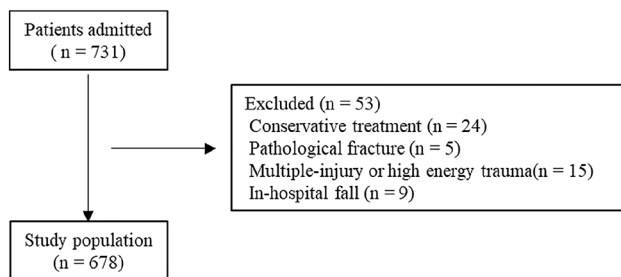 Patients admitted
( n = 731)
Excluded (n = 53)
Conservative treatment (n = 24)
Pathological fracture (n = 5)
Multiple-injury or high energy trauma(n = 15)
In-hospital fall (n = 9)
Study population
(n = 678)